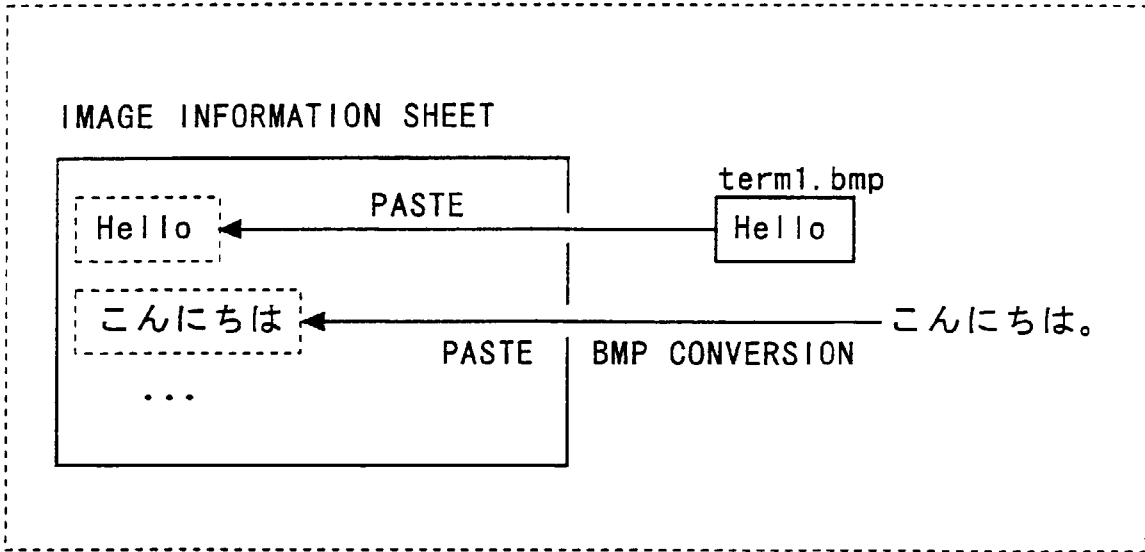 IMAGE INFORMATION SHEET
term1.bmp
Hello
PASTE
Hello
こんにちは
こんにちは。
PASTE
BMP CONVERSION
...